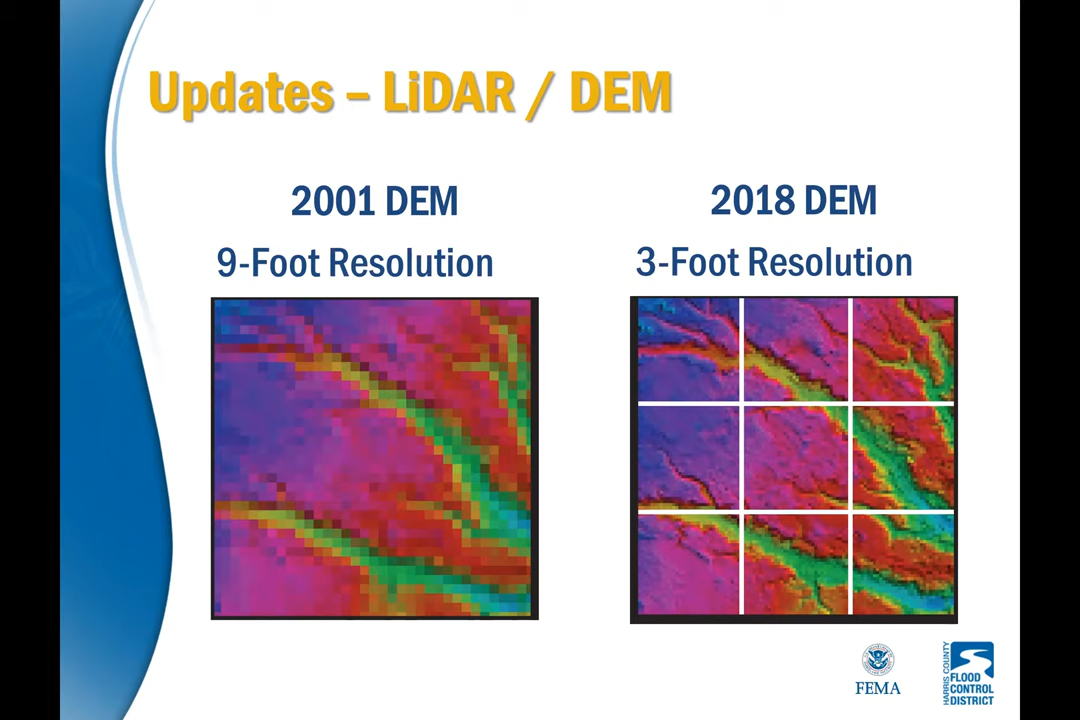 Updates – LiDAR / DEM
2001 DEM
9-Foot Resolution
2018 DEM
3-Foot Resolution
FEMA
HARRIS COUNTY
FLOOD
CONTROL
DISTRICT